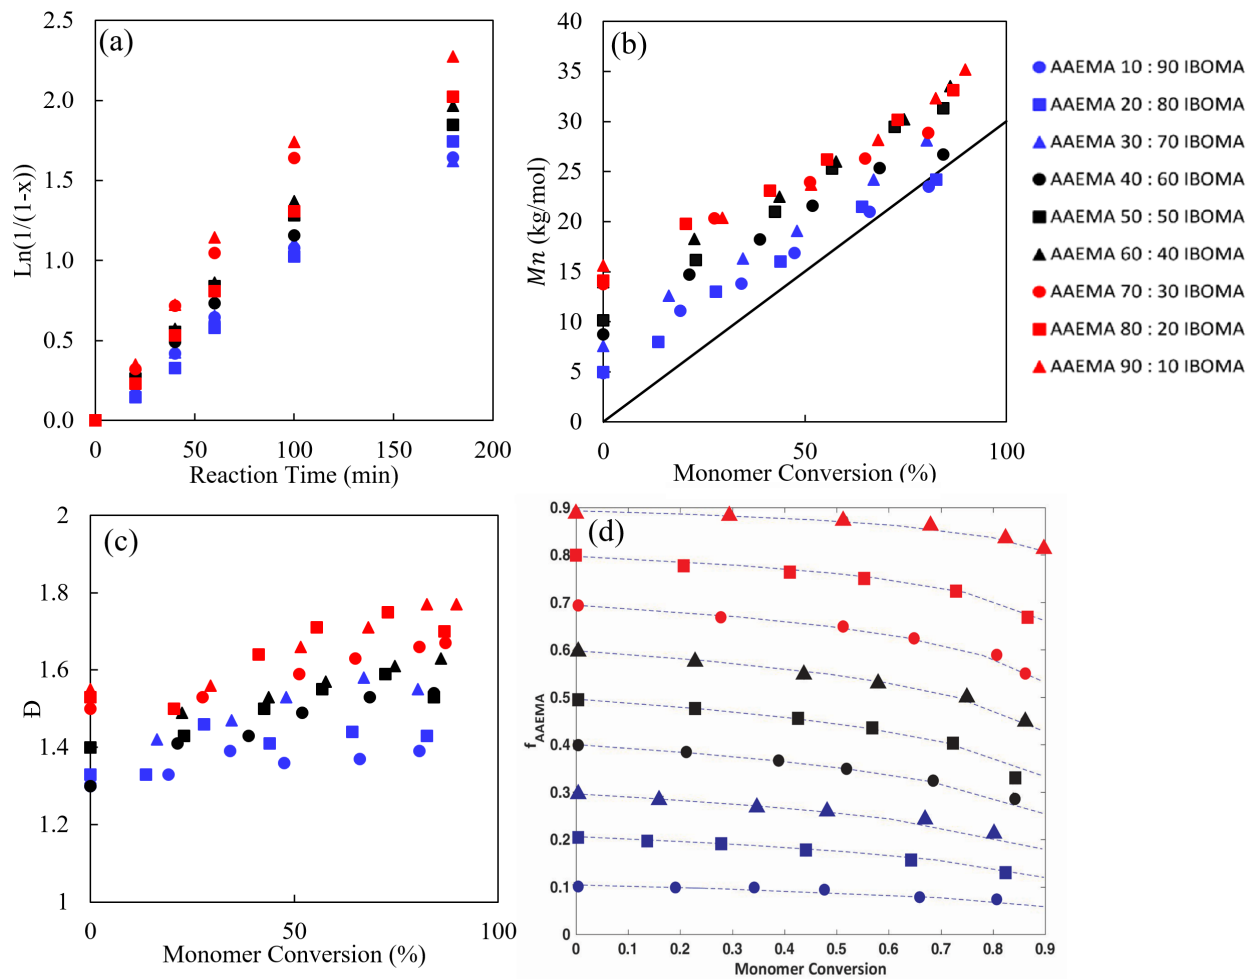 (a)
2.5
2.0
1.5
1.0
0.5
0.0
Ln(1/(1-x))
0 50 100 150 200
Reaction Time (min)
(b)
40
35
30
25
20
15
10
5
0
Mn (kg/mol)
0 50 100
Monomer Conversion (%)
AAEMA 10 : 90 IBOMA
AAEMA 20 : 80 IBOMA
AAEMA 30 : 70 IBOMA
AAEMA 40 : 60 IBOMA
AAEMA 50 : 50 IBOMA
AAEMA 60 : 40 IBOMA
AAEMA 70 : 30 IBOMA
AAEMA 80 : 20 IBOMA
AAEMA 90 : 10 IBOMA
(c)
2
1.8
1.6
1.4
1.2
1
Đ
0 50 100
Monomer Conversion (%)
(d)
0.9
0.8
0.7
0.6
0.5
0.4
0.3
0.2
0.1
0
fAAEMA
0 0.1 0.2 0.3 0.4 0.5 0.6 0.7 0.8 0.9
Monomer Conversion